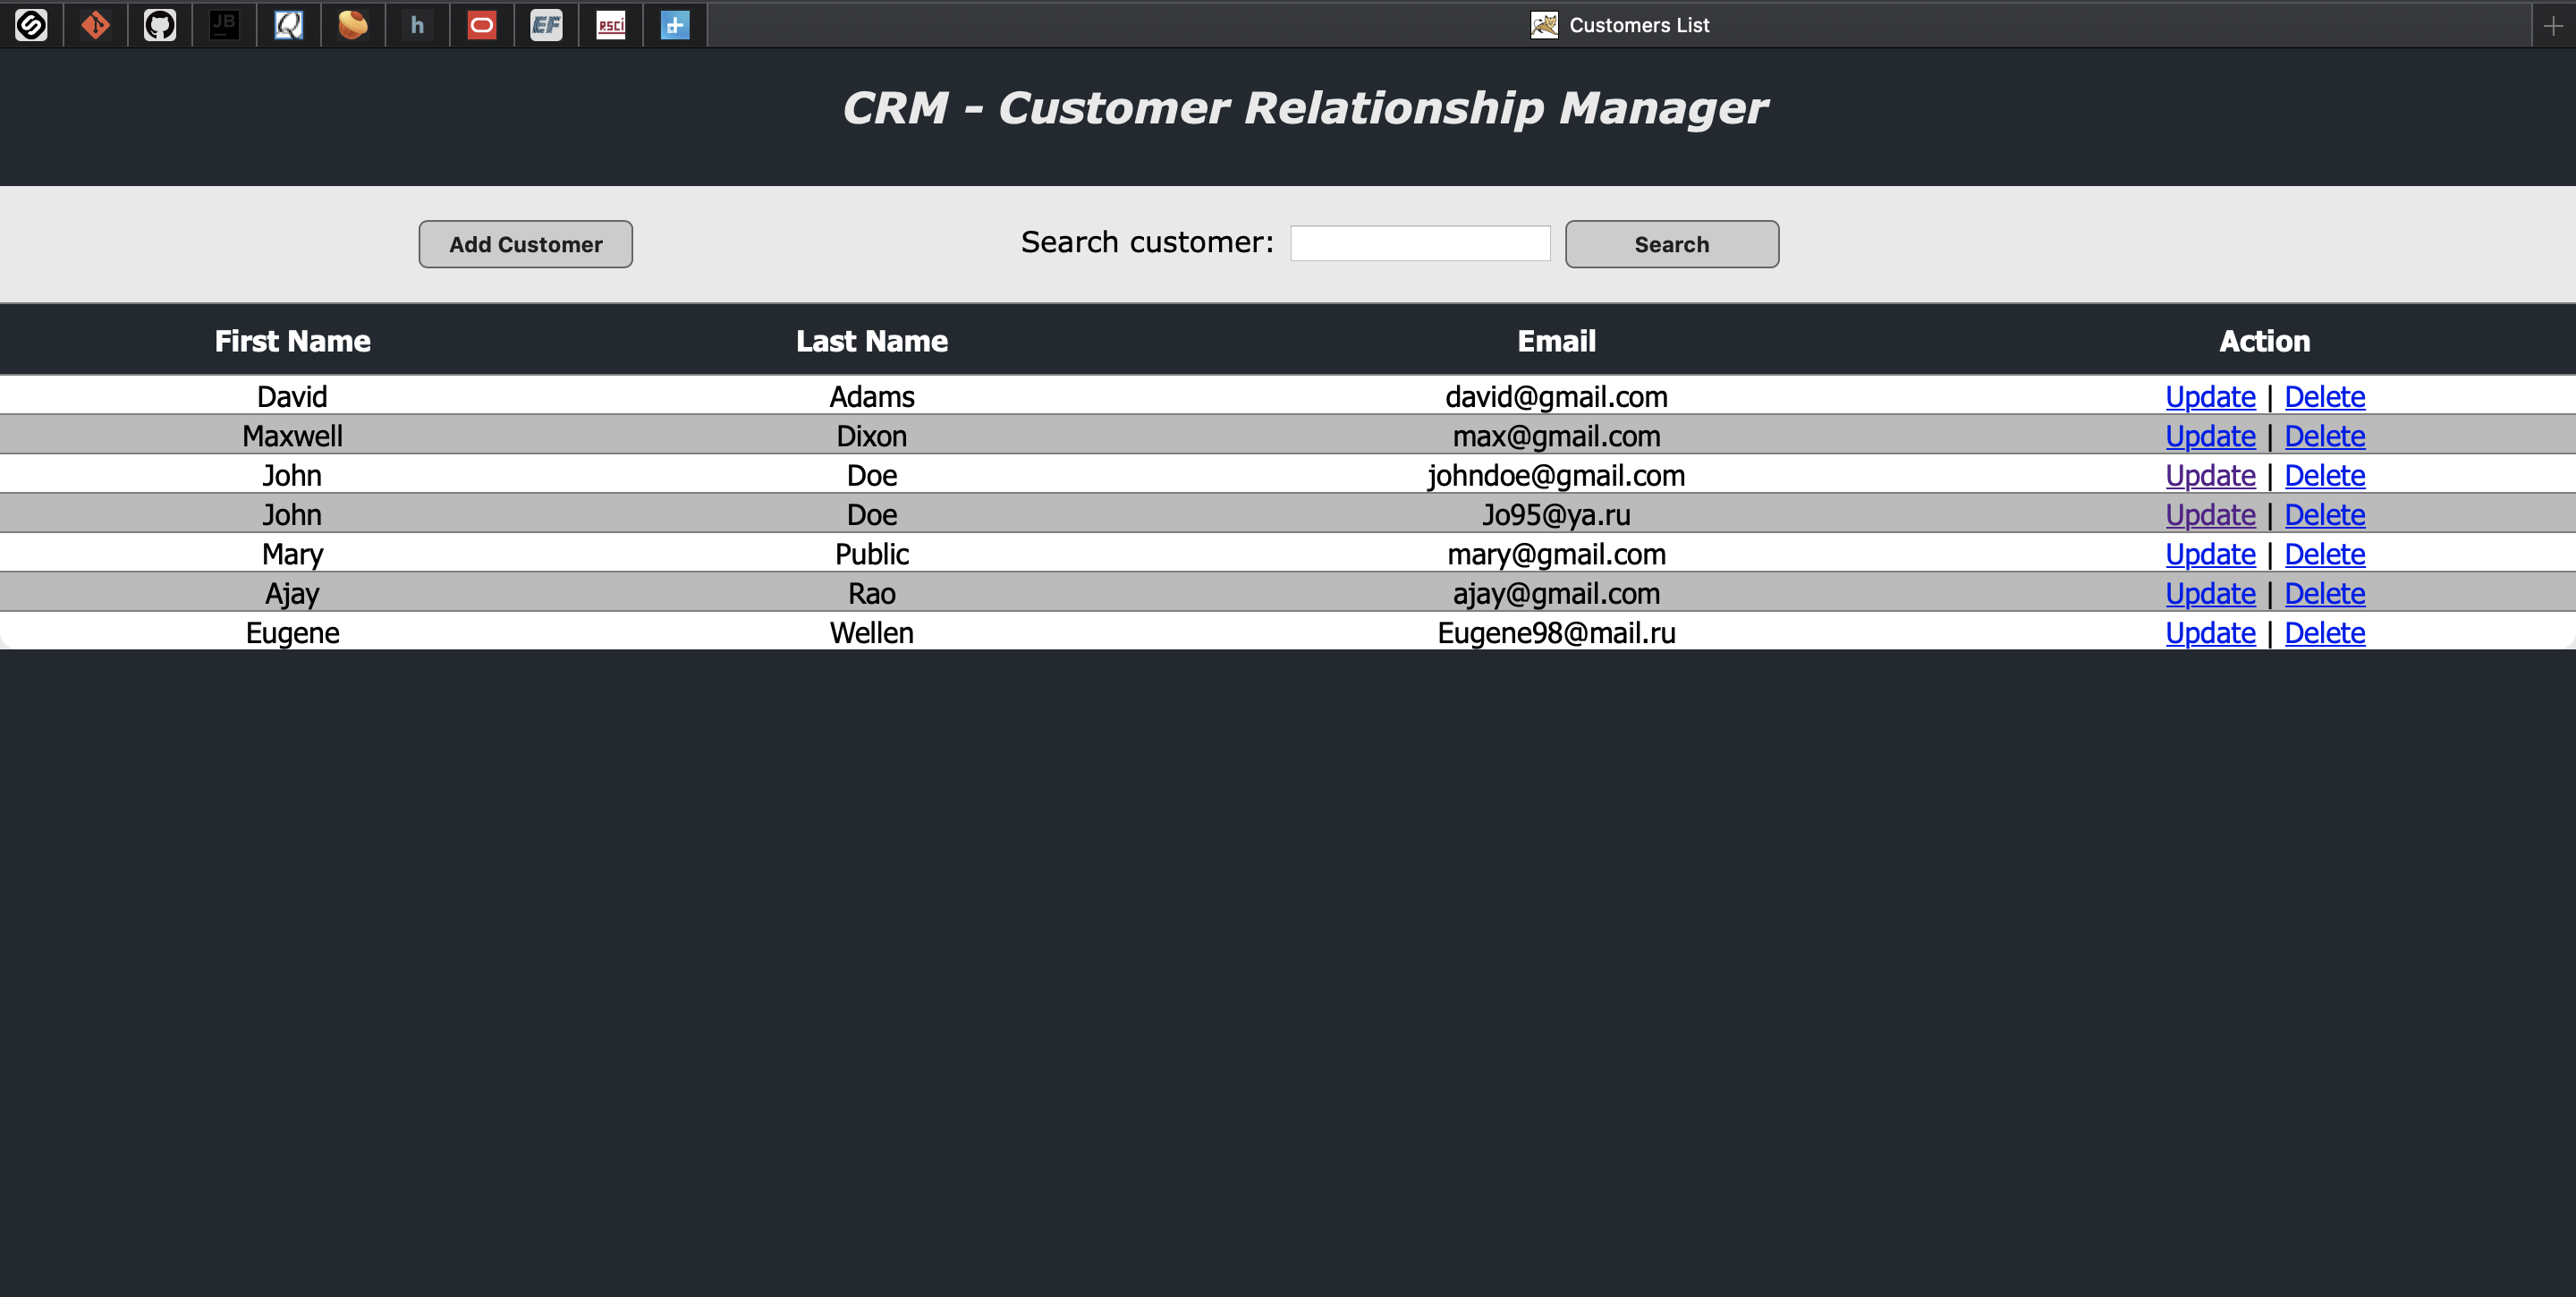 JB h EF RSCI Customers List
CRM - Customer Relationship Manager
Add Customer Search customer: Search
First Name Last Name Email Action
David Adams david@gmail.com Update | Delete
Maxwell Dixon max@gmail.com Update | Delete
John Doe johndoe@gmail.com Update | Delete
John Doe Jo95@ya.ru Update | Delete
Mary Public mary@gmail.com Update | Delete
Ajay Rao ajay@gmail.com Update | Delete
Eugene Wellen Eugene98@mail.ru Update | Delete